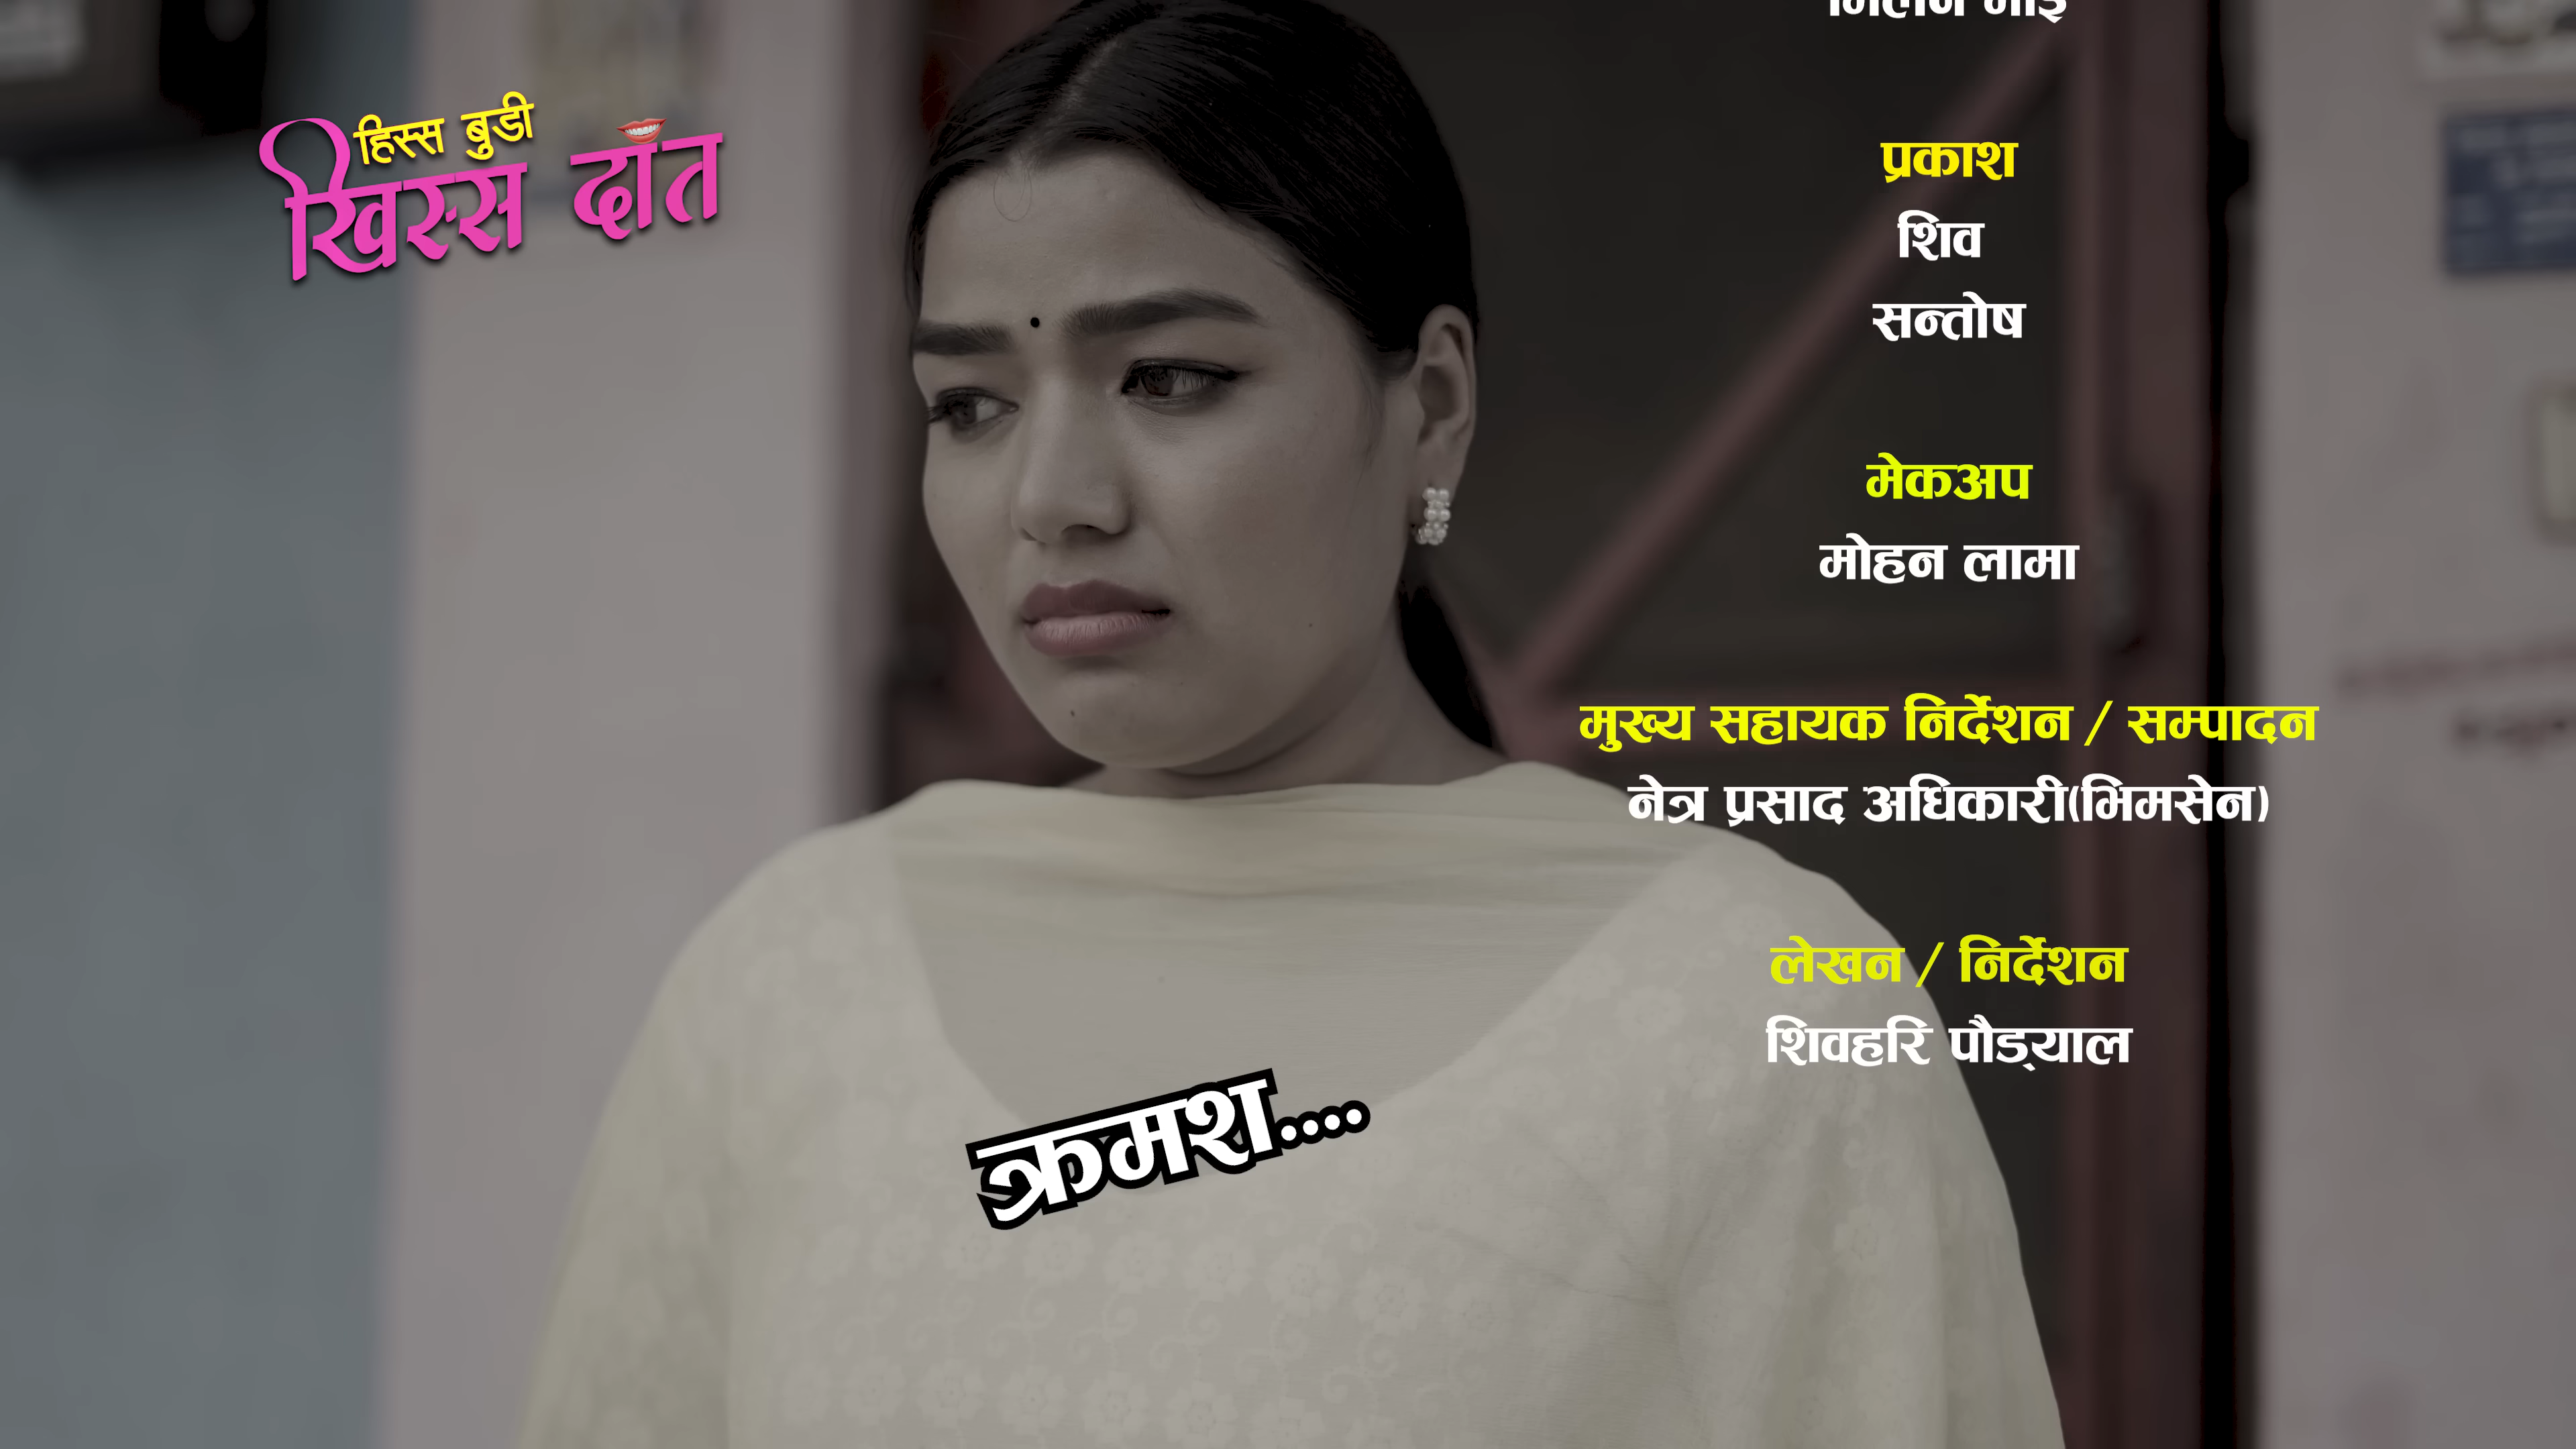 हिस्स बुडी
खिस्स दाँत
प्रकाश
शिव
सन्तोष
मेकअप
मोहन लामा
मुख्य सहायक निर्देशन / सम्पादन
नेत्र प्रसाद अधिकारी(भिमसेन)
लेखन / निर्देशन
शिवहरि पौड्याल
क्रमश....